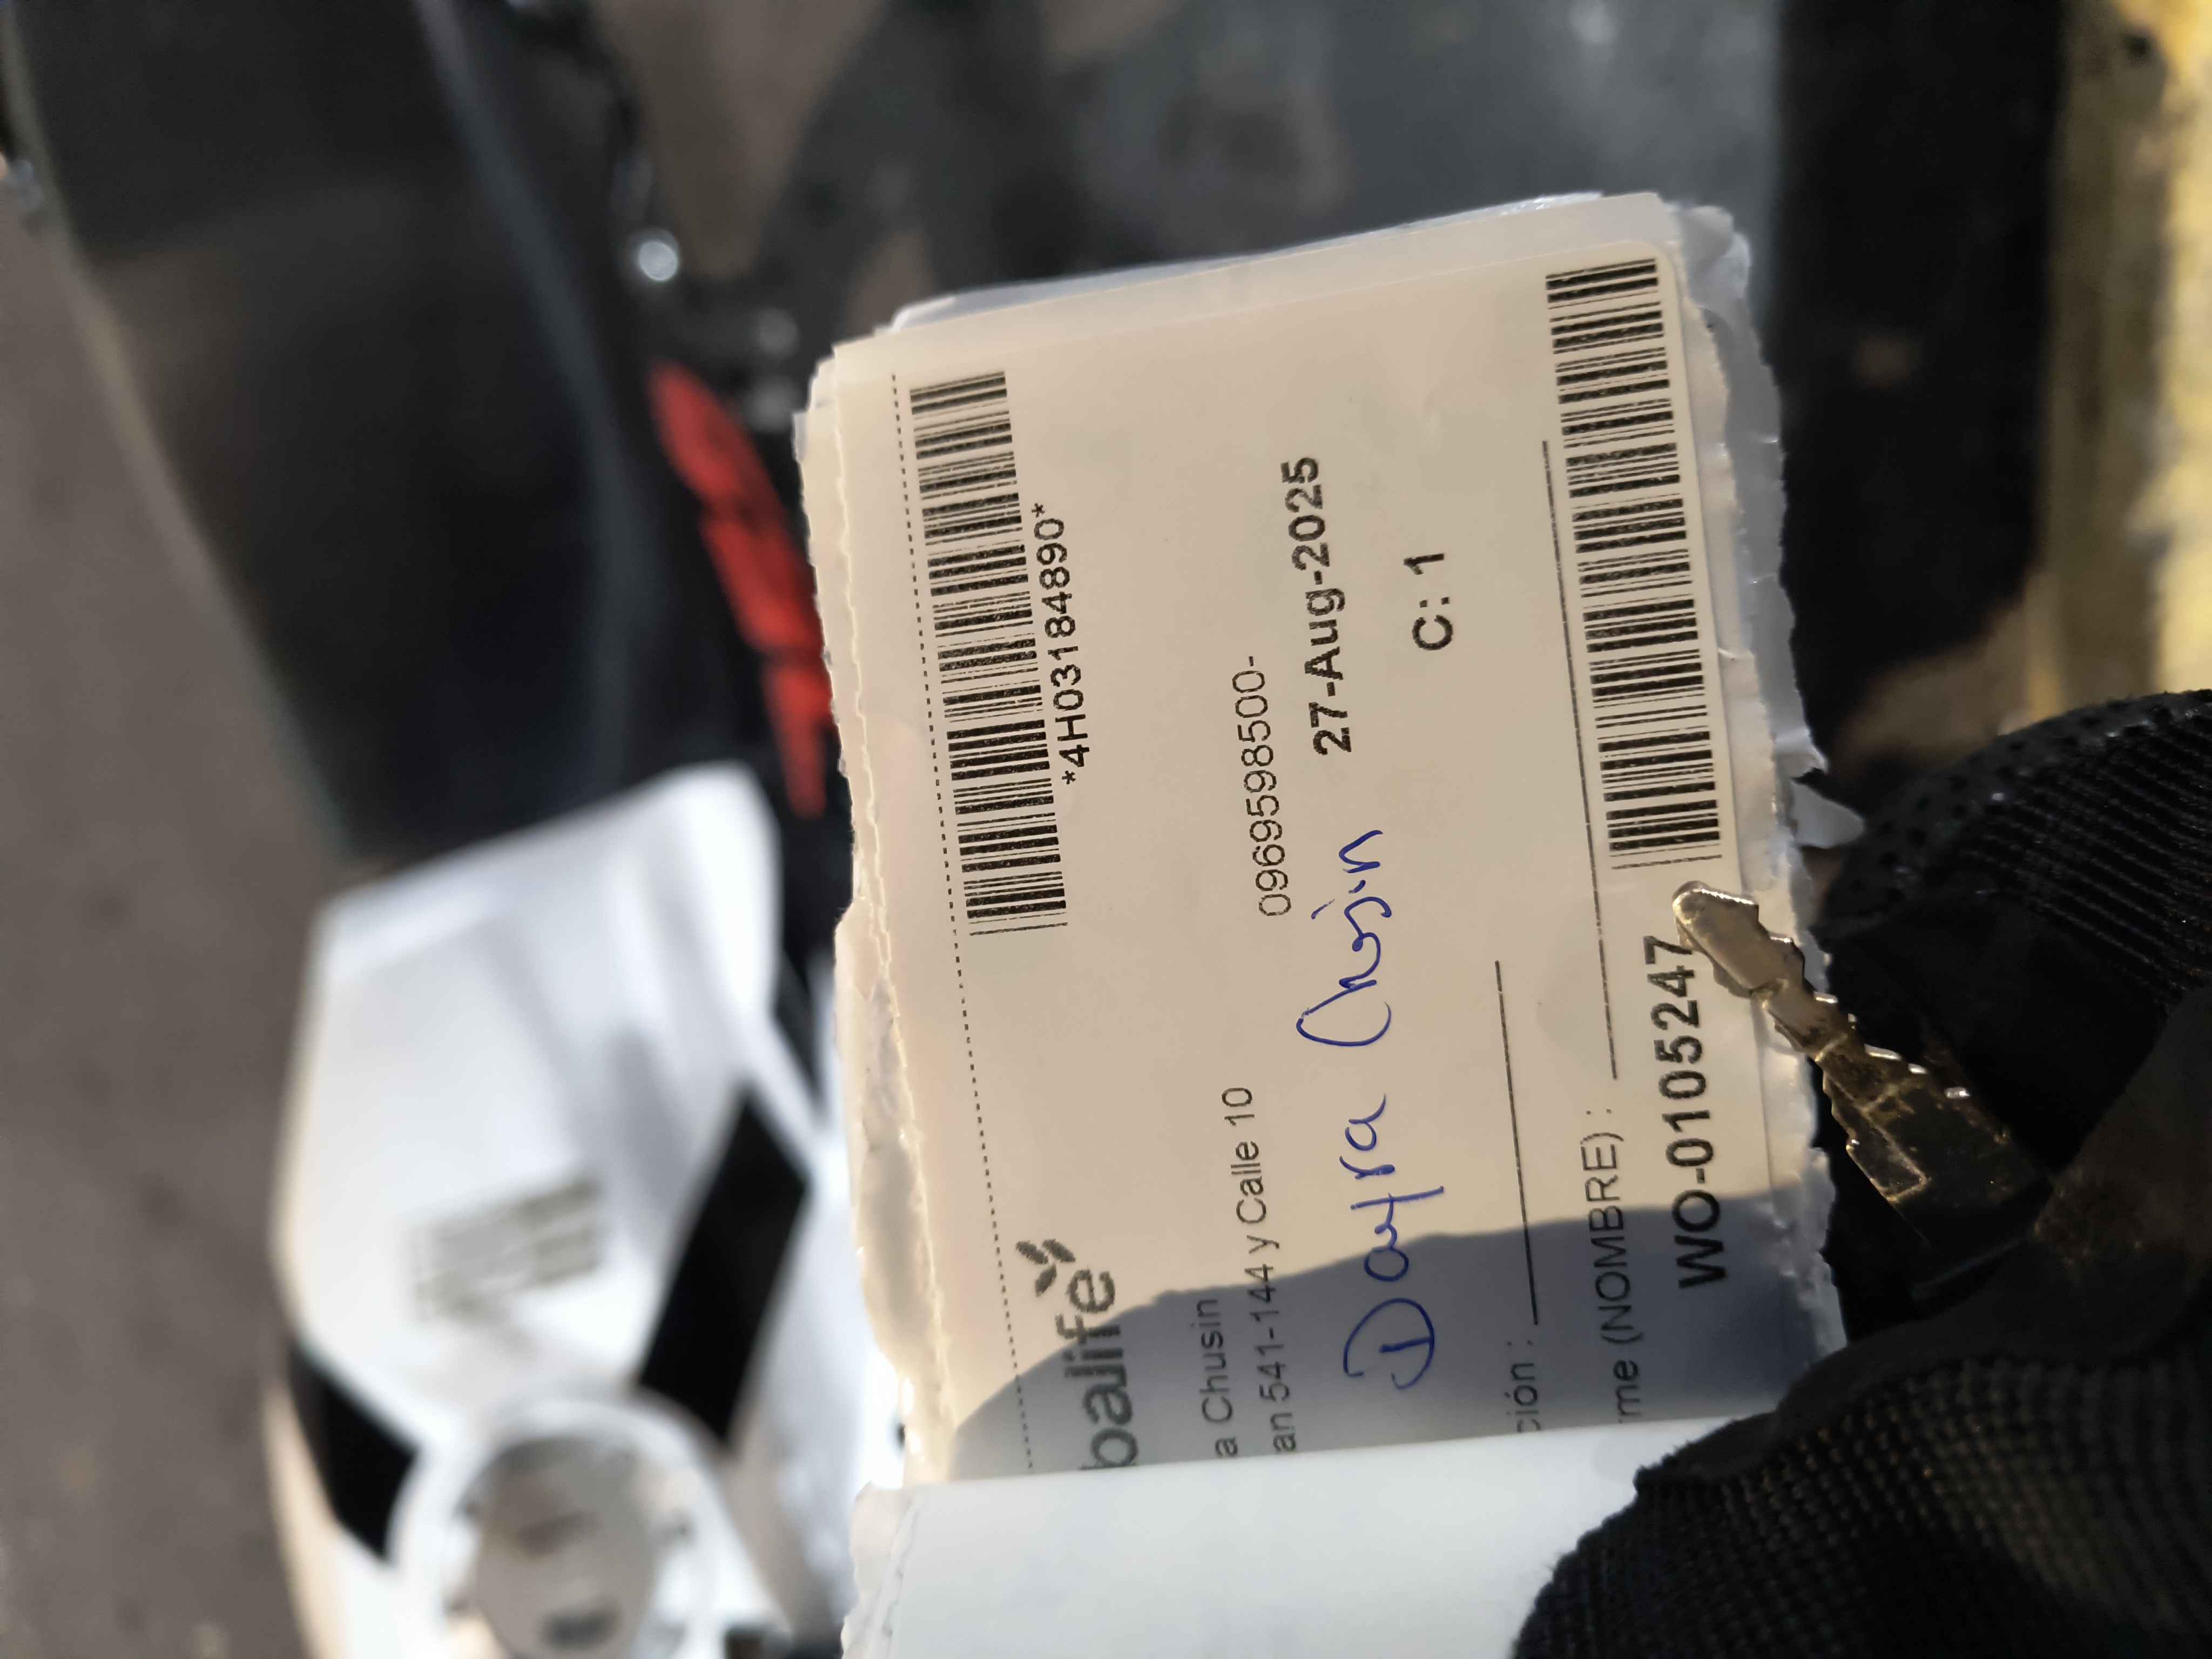 *4H03184890*
balife
a Chusin
an 541-144 y Calle 10 0969598500-
27-Aug-2025
Dayra Chusin
C: 1
ción :
me (NOMBRE) :
WO-0105247